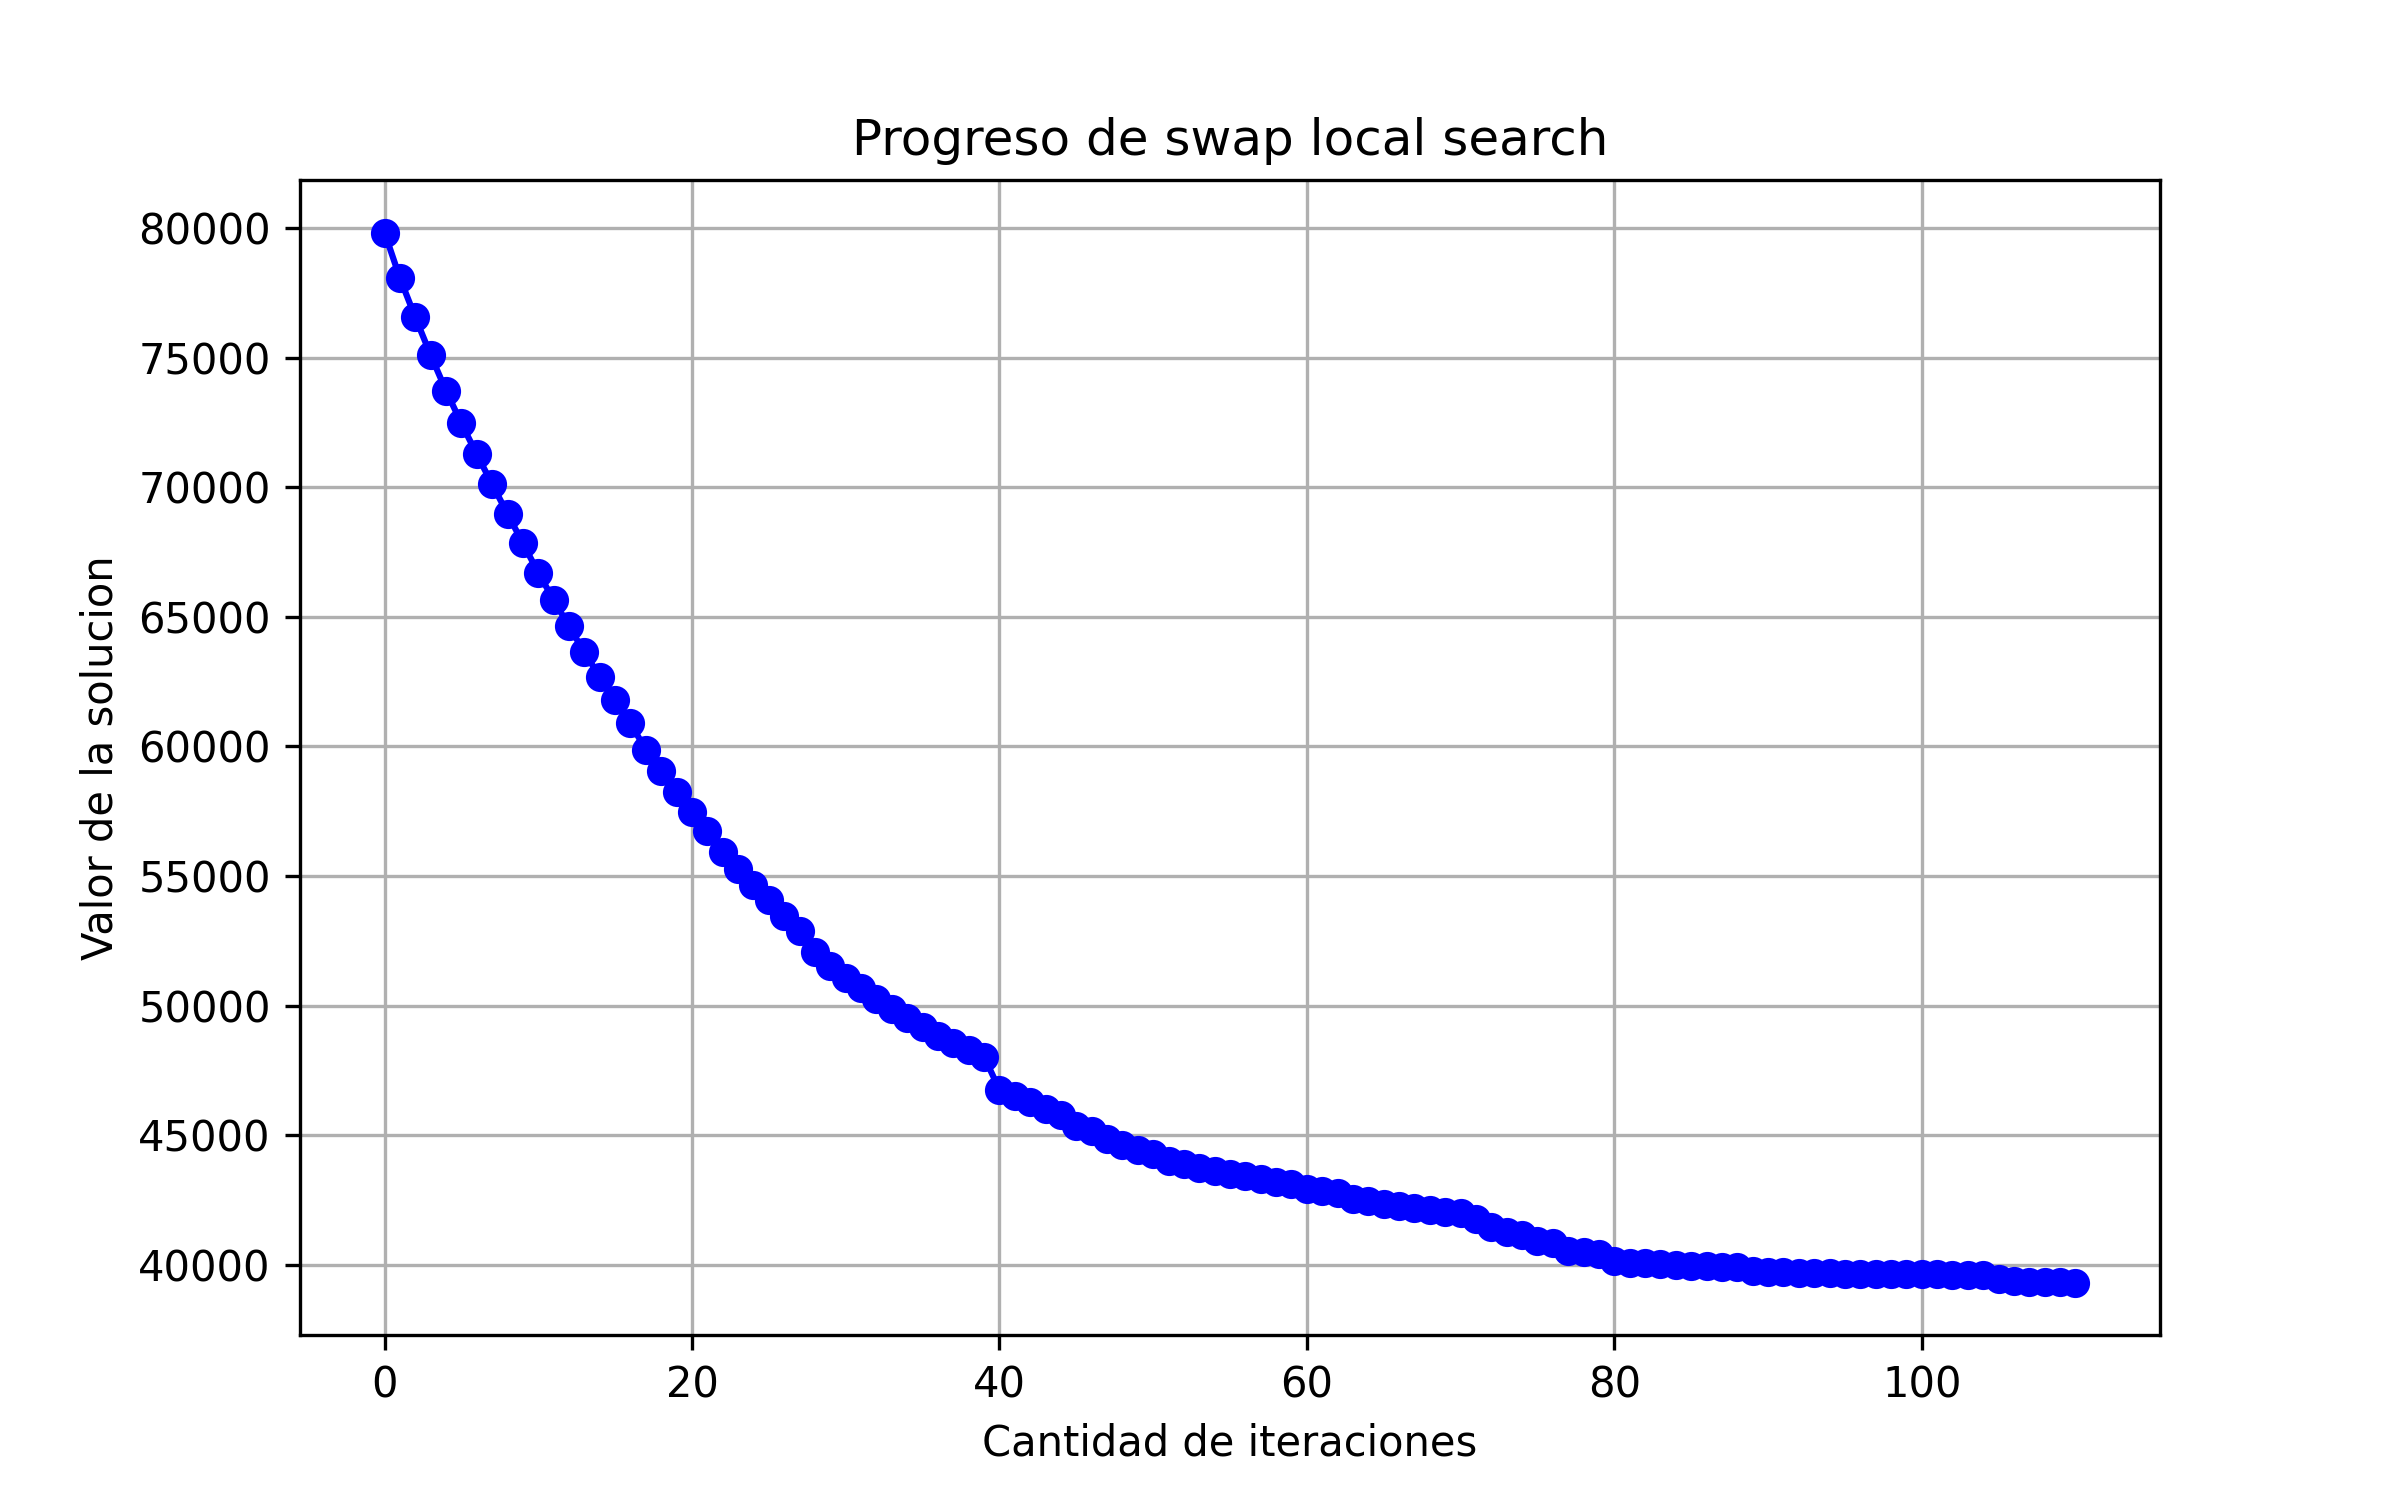 Progreso de swap local search
Valor de la solucion
80000
75000
70000
65000
60000
55000
50000
45000
40000
0 20 40 60 80 100
Cantidad de iteraciones